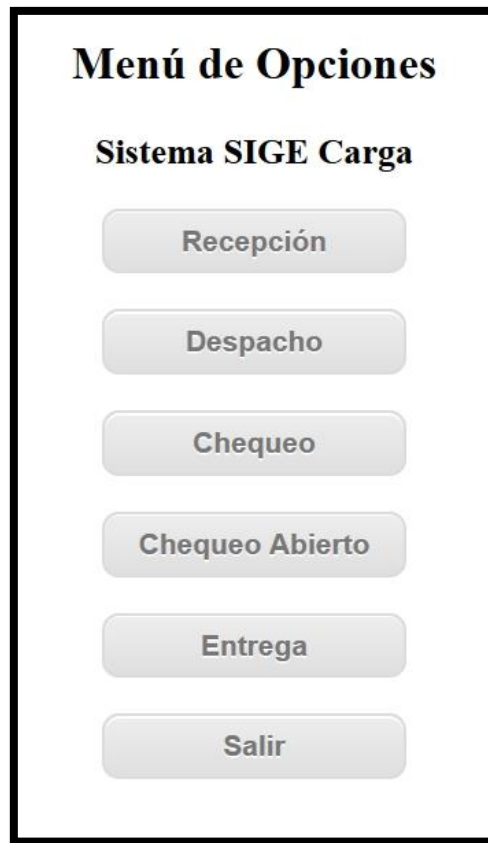 Menú de Opciones
Sistema SIGE Carga
Recepción
Despacho
Chequeo
Chequeo Abierto
Entrega
Salir